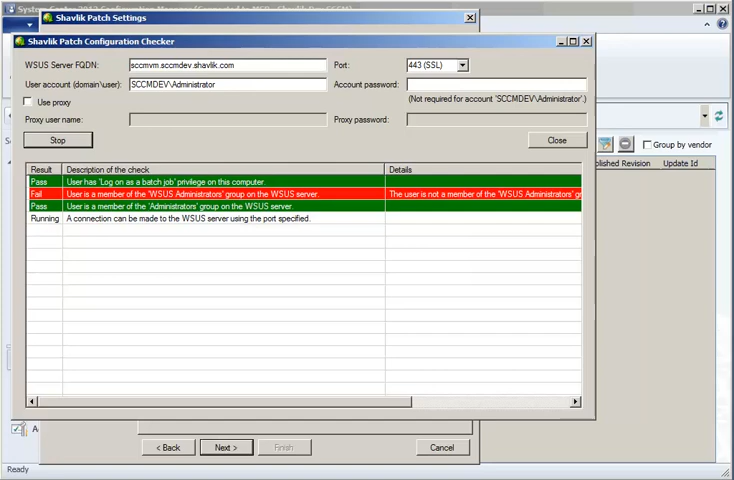 Shavlik Patch Settings
Shavlik Patch Configuration Checker
WSUS Server FQDN:
sccmvm.sccmdev.shavlik.com
Port:
443 (SSL)
User account (domain\user):
SCCMDEV\Administrator
Account password:
Use proxy
(Not required for account 'SCCMDEV\Administrator'.)
Proxy user name:
Proxy password:
Stop
Close
Group by vendor
Result Description of the check Details
Pass User has 'Log on as a batch job' privilege on this computer.
Fail User is a member of the 'WSUS Administrators' group on the WSUS server. The user is not a member of the 'WSUS Administrators' gr
Pass User is a member of the 'Administrators' group on the WSUS server.
Running A connection can be made to the WSUS server using the port specified.
blished Revision Update Id
< Back Next > Finish Cancel
Ready